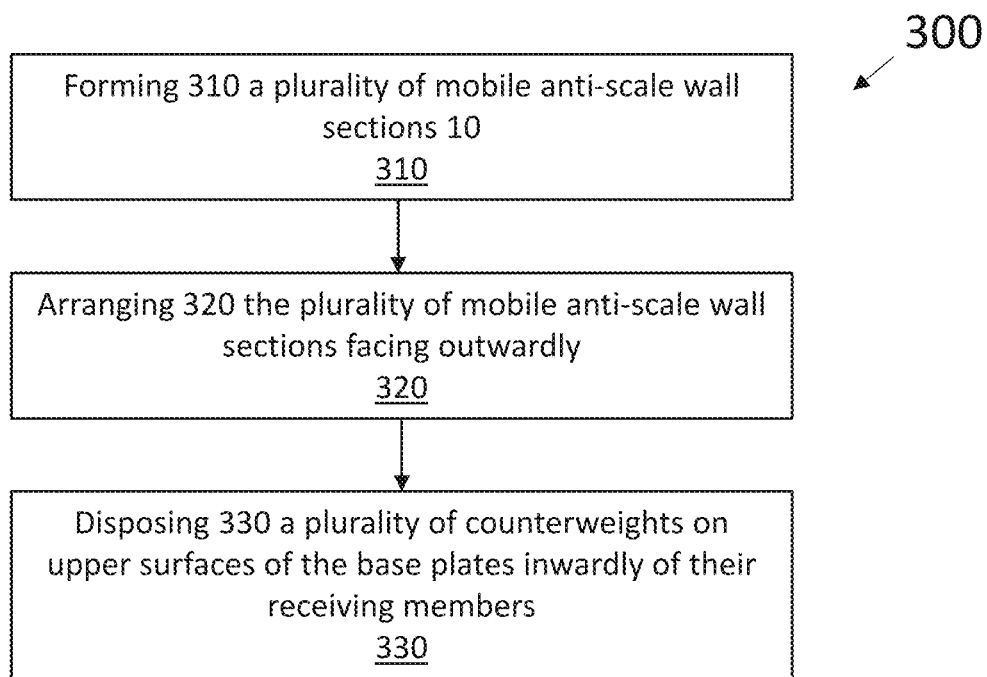 300
Forming 310 a plurality of mobile anti-scale wall
sections 10
310
Arranging 320 the plurality of mobile anti-scale wall
sections facing outwardly
320
Disposing 330 a plurality of counterweights on
upper surfaces of the base plates inwardly of their
receiving members
330